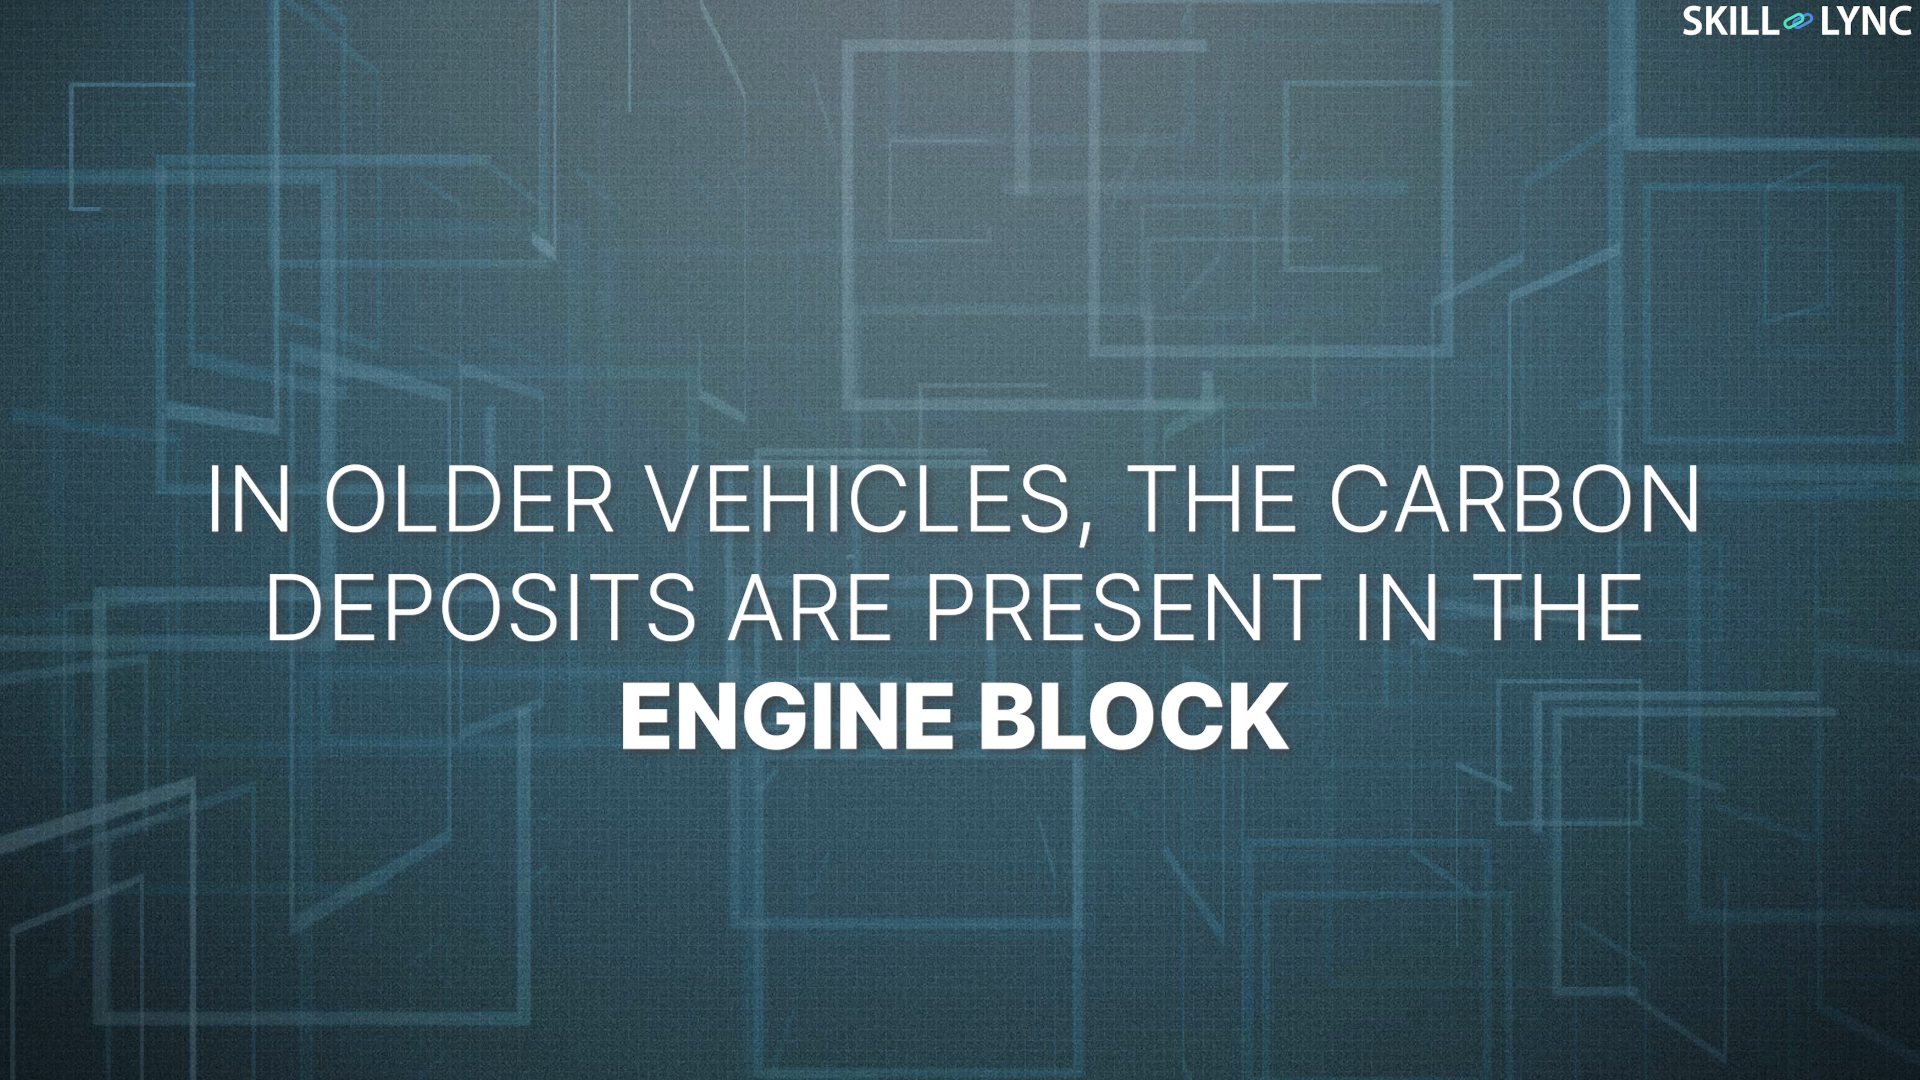 SKILL LYNC
IN OLDER VEHICLES, THE CARBON
DEPOSITS ARE PRESENT IN THE
ENGINE BLOCK